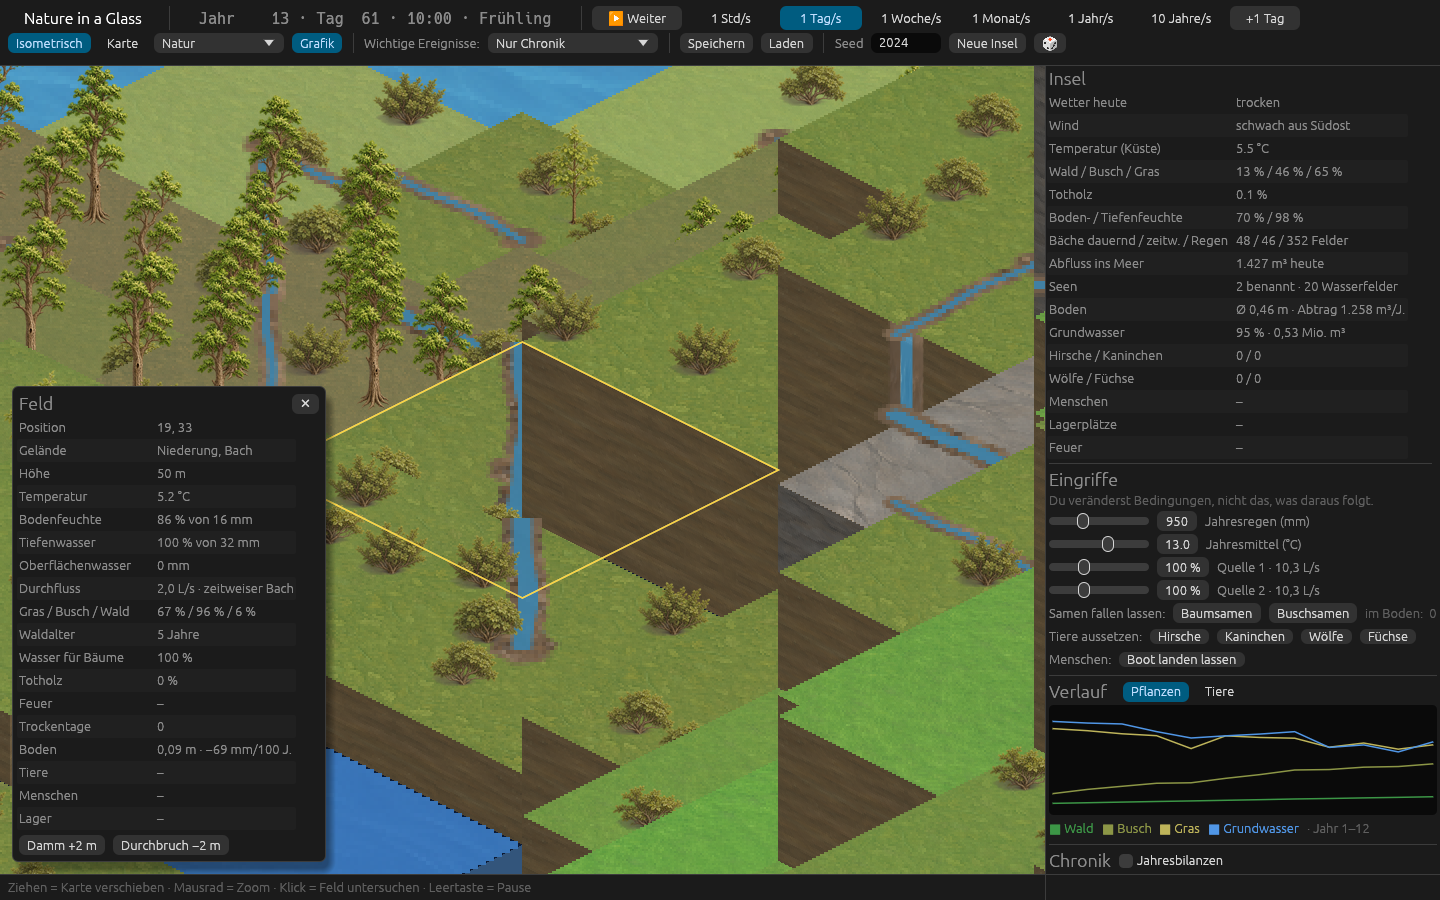 Nature in a Glass
Jahr 13 · Tag 61 · 10:00 · Frühling
Weiter 1 Std/s 1 Tag/s 1 Woche/s 1 Monat/s 1 Jahr/s 10 Jahre/s +1 Tag
Isometrisch Karte Natur Grafik Wichtige Ereignisse: Nur Chronik Speichern Laden Seed 2024 Neue Insel
Insel
Wetter heute trocken
Wind schwach aus Südost
Temperatur (Küste) 5.5 °C
Wald / Busch / Gras 13 % / 46 % / 65 %
Totholz 0.1 %
Boden- / Tiefenfeuchte 70 % / 98 %
Bäche dauernd / zeitw. / Regen 48 / 46 / 352 Felder
Abfluss ins Meer 1.427 m³ heute
Seen 2 benannt · 20 Wasserfelder
Boden Ø 0,46 m · Abtrag 1.258 m³/J.
Grundwasser 95 % · 0,53 Mio. m³
Hirsche / Kaninchen 0 / 0
Wölfe / Füchse 0 / 0
Menschen –
Lagerplätze –
Feuer –
Eingriffe
Du veränderst Bedingungen, nicht das, was daraus folgt.
950 Jahresregen (mm)
13.0 Jahresmittel (°C)
100 % Quelle 1 · 10,3 L/s
100 % Quelle 2 · 10,3 L/s
Samen fallen lassen: Baumsamen Buschsamen im Boden: 0
Tiere aussetzen: Hirsche Kaninchen Wölfe Füchse
Menschen: Boot landen lassen
Verlauf Pflanzen Tiere
Wald Busch Gras Grundwasser · Jahr 1–12
Chronik Jahresbilanzen
Feld ×
Position 19, 33
Gelände Niederung, Bach
Höhe 50 m
Temperatur 5.2 °C
Bodenfeuchte 86 % von 16 mm
Tiefenwasser 100 % von 32 mm
Oberflächenwasser 0 mm
Durchfluss 2,0 L/s · zeitweiser Bach
Gras / Busch / Wald 67 % / 96 % / 6 %
Waldalter 5 Jahre
Wasser für Bäume 100 %
Totholz 0 %
Feuer –
Trockentage 0
Boden 0,09 m · −69 mm/100 J.
Tiere –
Menschen –
Lager –
Damm +2 m Durchbruch −2 m
Ziehen = Karte verschieben · Mausrad = Zoom · Klick = Feld untersuchen · Leertaste = Pause